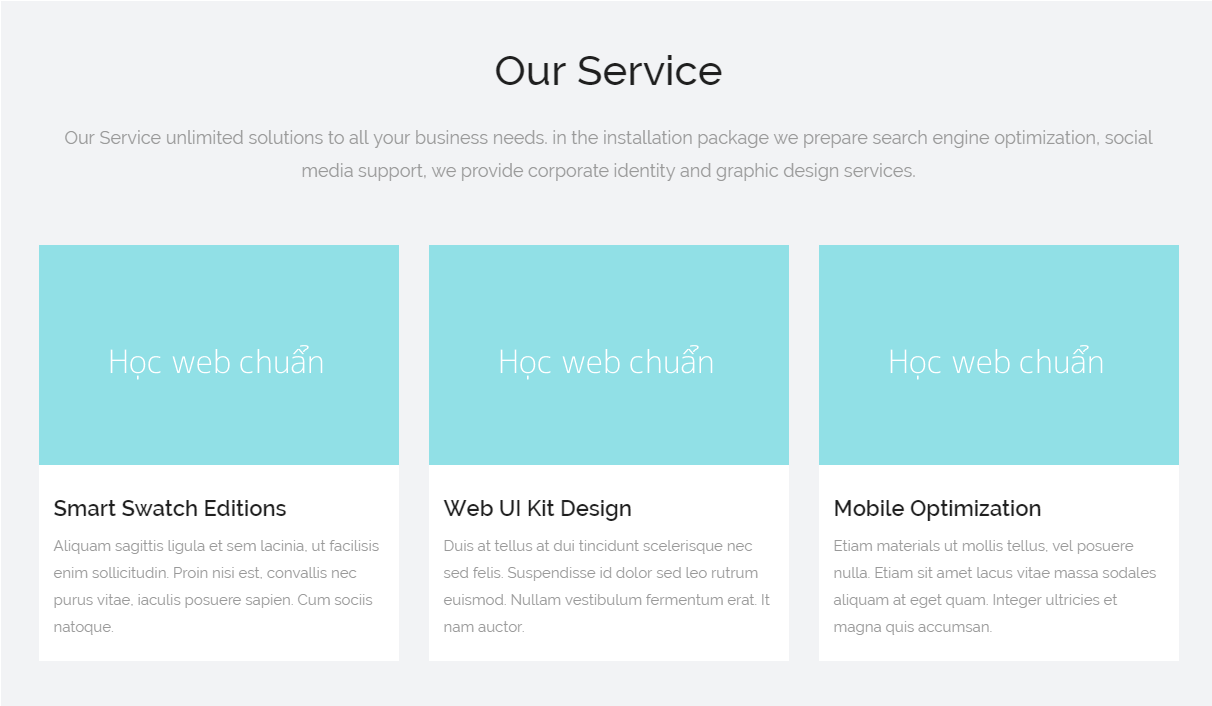 Our Service
Our Service unlimited solutions to all your business needs. in the installation package we prepare search engine optimization, social
media support, we provide corporate identity and graphic design services.
Học web chuẩn
Smart Swatch Editions
Aliquam sagittis ligula et sem lacinia, ut facilisis
enim sollicitudin. Proin nisi est, convallis nec
purus vitae, iaculis posuere sapien. Cum sociis
natoque.
Học web chuẩn
Web UI Kit Design
Duis at tellus at dui tincidunt scelerisque nec
sed felis. Suspendisse id dolor sed leo rutrum
euismod. Nullam vestibulum fermentum erat. It
nam auctor.
Học web chuẩn
Mobile Optimization
Etiam materials ut mollis tellus, vel posuere
nulla. Etiam sit amet lacus vitae massa sodales
aliquam at eget quam. Integer ultricies et
magna quis accumsan.